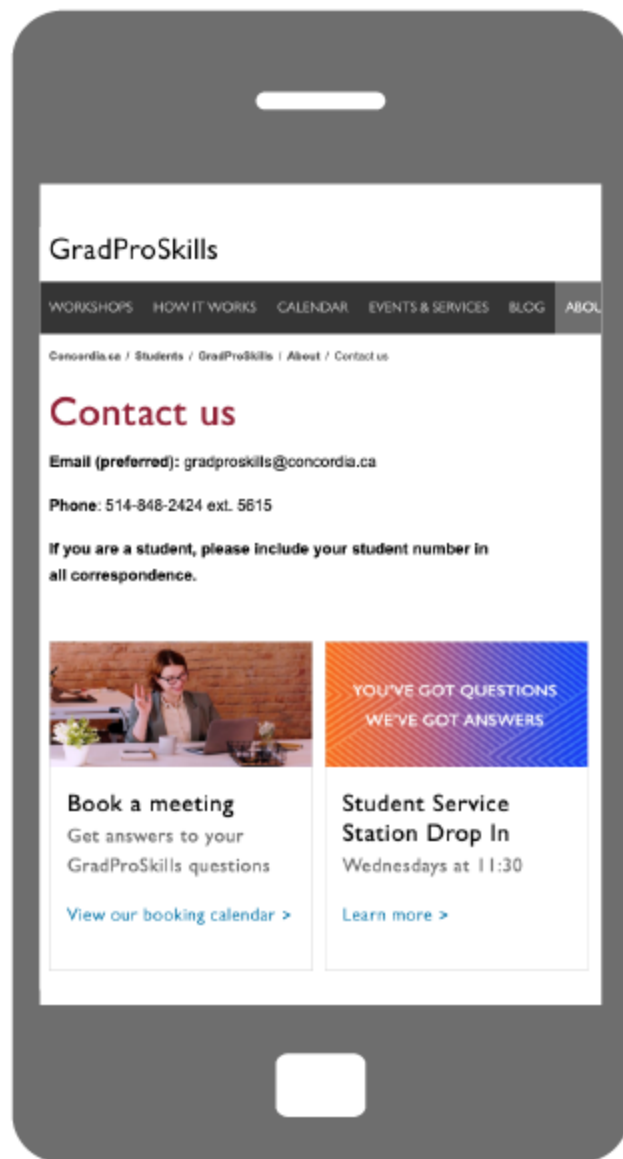 GradProSkills
WORKSHOPS HOW IT WORKS CALENDAR EVENTS & SERVICES BLOG ABOU
Concordia.ca / Students / GradProSkills / About / Contact us
Contact us
Email (preferred): gradproskills@concordia.ca
Phone: 514-848-2424 ext. 5615
If you are a student, please include your student number in
all correspondence.
YOU'VE GOT QUESTIONS
WE'VE GOT ANSWERS
Book a meeting
Get answers to your
GradProSkills questions
View our booking calendar >
Student Service
Station Drop In
Wednesdays at 11:30
Learn more >